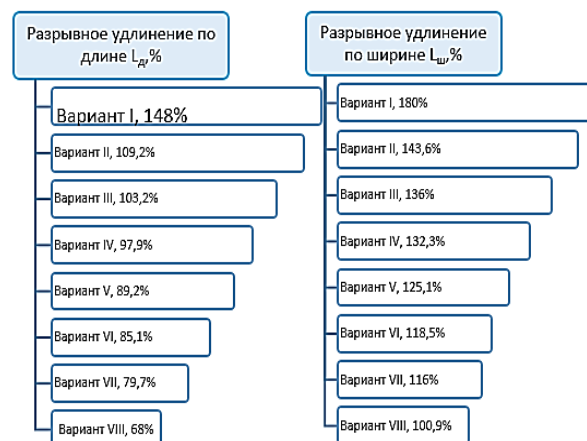 Разрывное удлинение по
длине Lд,%
Вариант I, 148%
Вариант II, 109,2%
Вариант III, 103,2%
Вариант IV, 97,9%
Вариант V, 89,2%
Вариант VI, 85,1%
Вариант VII, 79,7%
Вариант VIII, 68%
Разрывное удлинение
по ширине Lш,%
Вариант I, 180%
Вариант II, 143,6%
Вариант III, 136%
Вариант IV, 132,3%
Вариант V, 125,1%
Вариант VI, 118,5%
Вариант VII, 116%
Вариант VIII, 100,9%